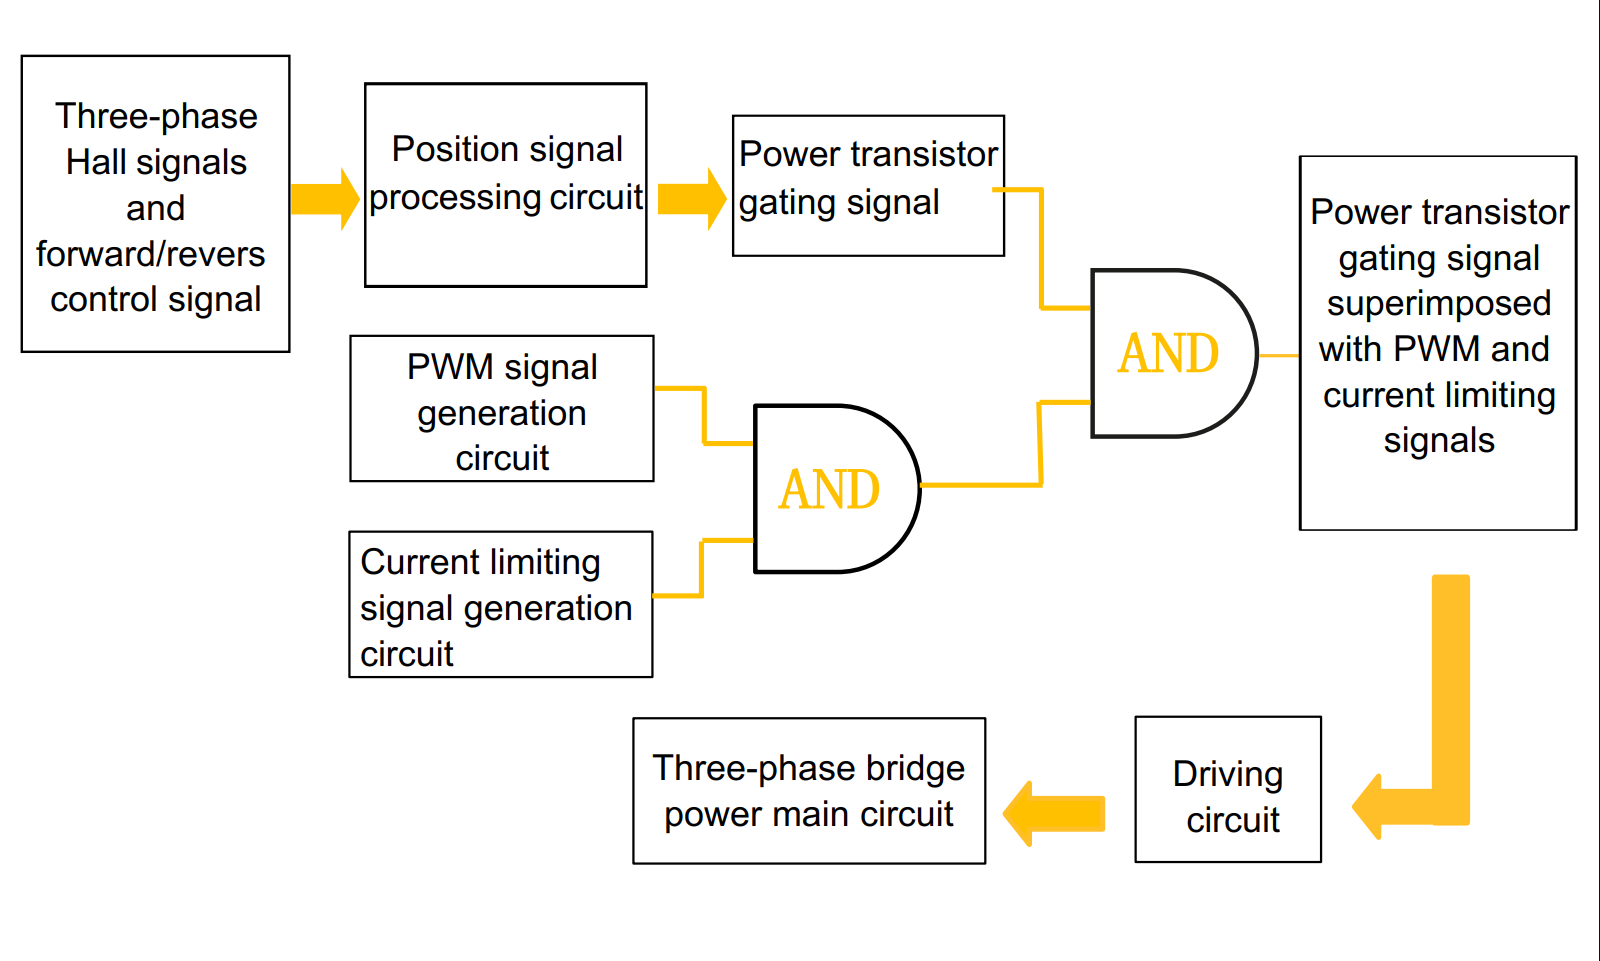 Three-phase
Hall signals
and
forward/revers
control signal
Position signal
processing circuit
Power transistor
gating signal
PWM signal
generation
circuit
Current limiting
signal generation
circuit
AND
AND
Power transistor
gating signal
superimposed
with PWM and
current limiting
signals
Driving
circuit
Three-phase bridge
power main circuit